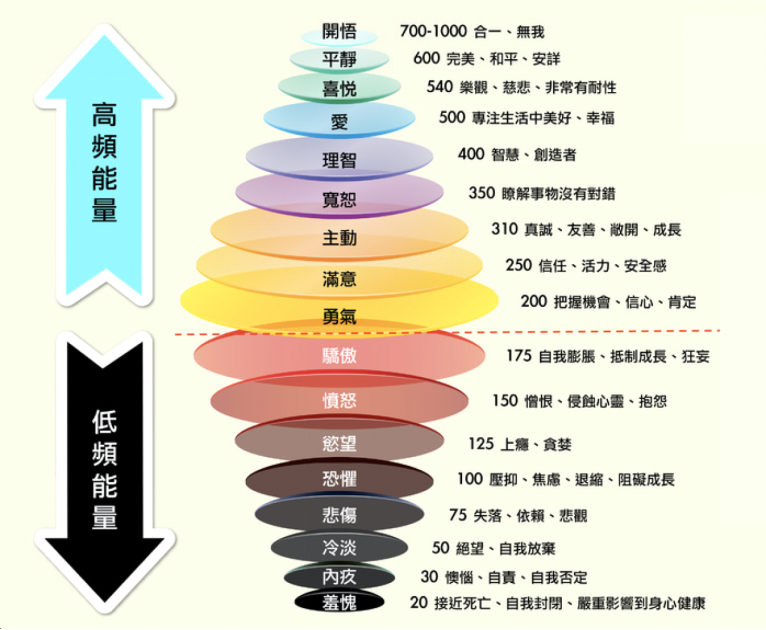 高頻能量
開悟 700-1000 合一、無我
平靜 600 完美、和平、安詳
喜悅 540 樂觀、慈悲、非常有耐性
愛 500 專注生活中美好、幸福
理智 400 智慧、創造者
寬恕 350 瞭解事物沒有對錯
主動 310 真誠、友善、敞開、成長
滿意 250 信任、活力、安全感
勇氣 200 把握機會、信心、肯定
低頻能量
驕傲 175 自我膨脹、抵制成長、狂妄
憤怒 150 憎恨、侵蝕心靈、抱怨
慾望 125 上癮、貪婪
恐懼 100 壓抑、焦慮、退縮、阻礙成長
悲傷 75 失落、依賴、悲觀
冷淡 50 絕望、自我放棄
內疚 30 懊惱、自責、自我否定
羞愧 20 接近死亡、自我封閉、嚴重影響到身心健康